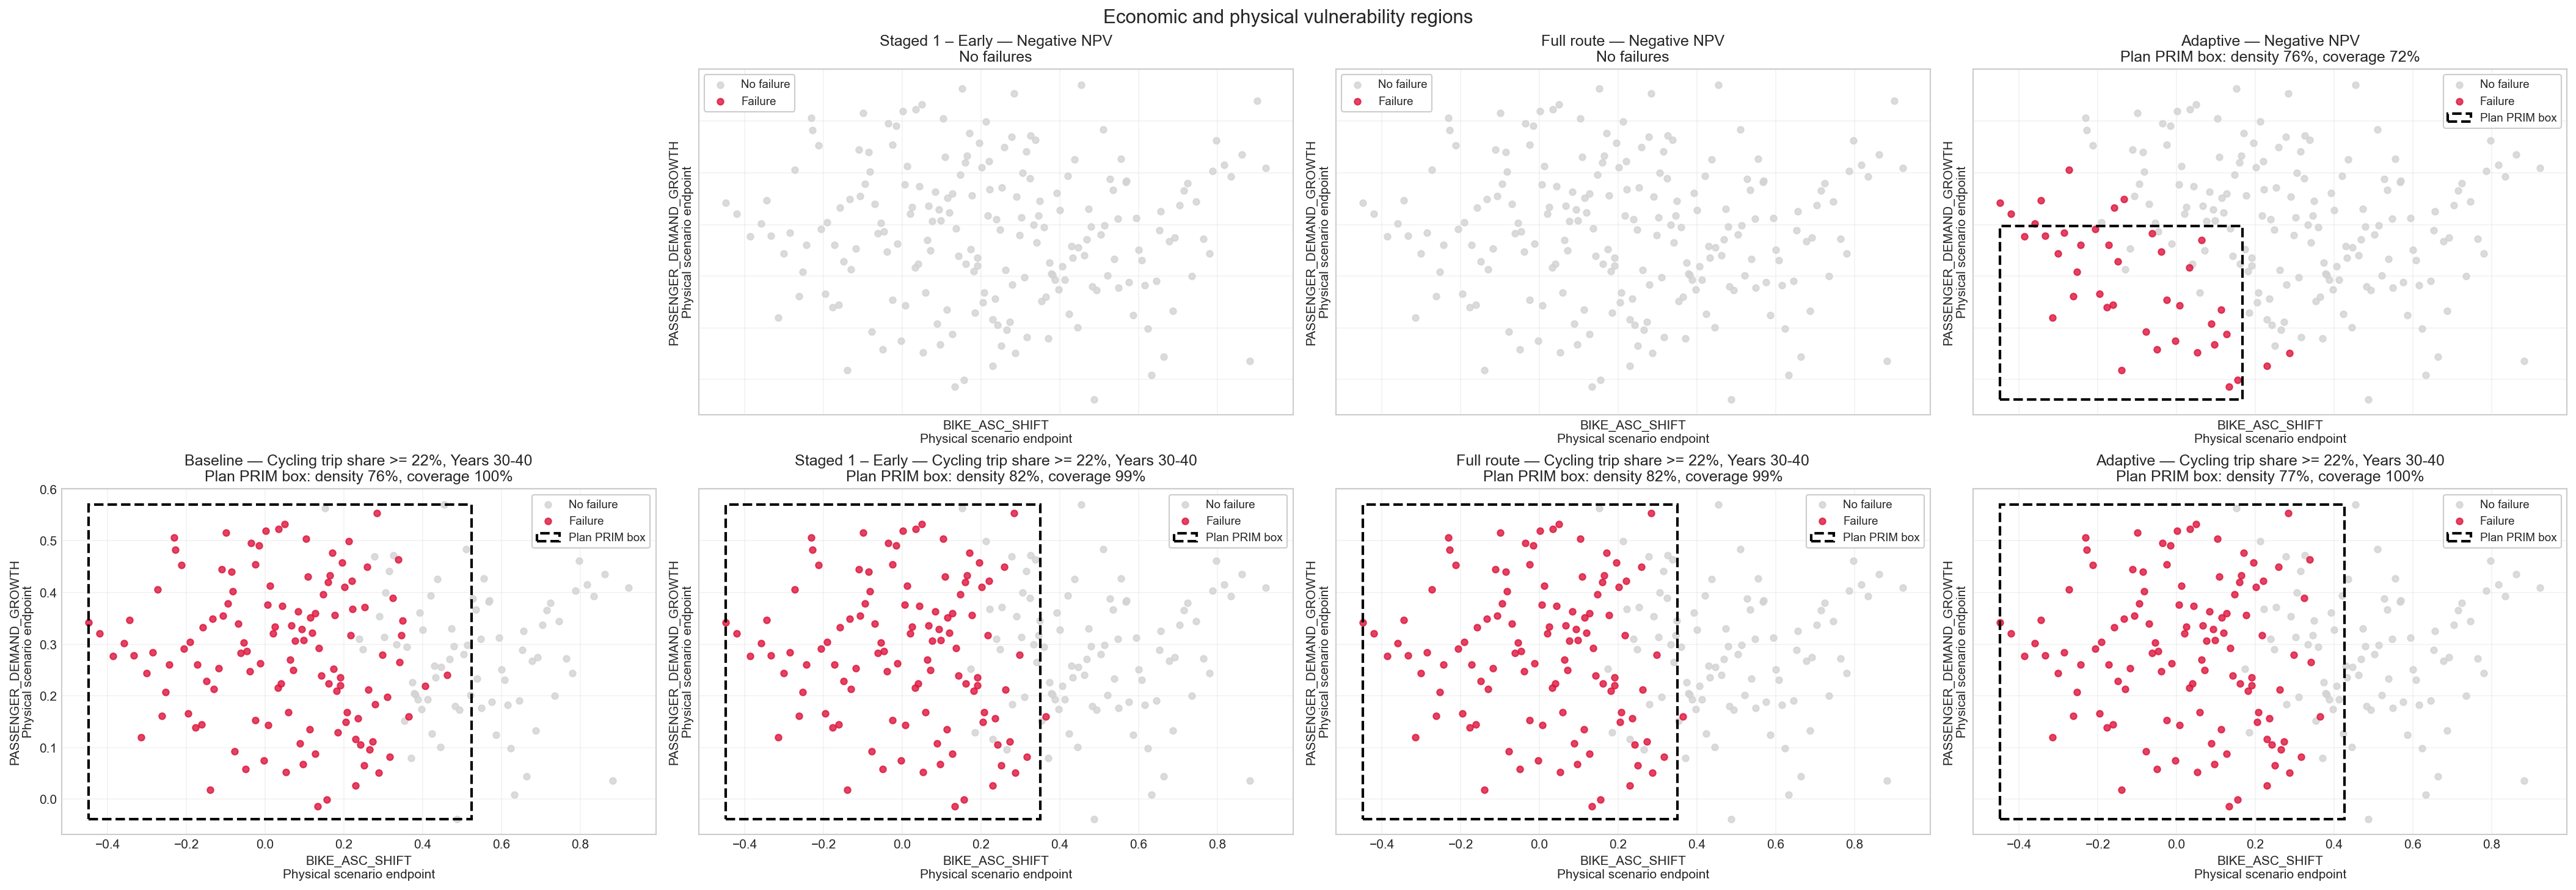 Economic and physical vulnerability regions
Staged 1 – Early — Negative NPV
No failures
No failure
Failure
PASSENGER_DEMAND_GROWTH
Physical scenario endpoint
BIKE_ASC_SHIFT
Physical scenario endpoint
Full route — Negative NPV
No failures
No failure
Failure
PASSENGER_DEMAND_GROWTH
Physical scenario endpoint
BIKE_ASC_SHIFT
Physical scenario endpoint
Adaptive — Negative NPV
Plan PRIM box: density 76%, coverage 72%
No failure
Failure
Plan PRIM box
PASSENGER_DEMAND_GROWTH
Physical scenario endpoint
BIKE_ASC_SHIFT
Physical scenario endpoint
Baseline — Cycling trip share >= 22%, Years 30-40
Plan PRIM box: density 76%, coverage 100%
No failure
Failure
Plan PRIM box
PASSENGER_DEMAND_GROWTH
Physical scenario endpoint
0.6
0.5
0.4
0.3
0.2
0.1
0.0
−0.4 −0.2 0.0 0.2 0.4 0.6 0.8
BIKE_ASC_SHIFT
Physical scenario endpoint
Staged 1 – Early — Cycling trip share >= 22%, Years 30-40
Plan PRIM box: density 82%, coverage 99%
No failure
Failure
Plan PRIM box
PASSENGER_DEMAND_GROWTH
Physical scenario endpoint
−0.4 −0.2 0.0 0.2 0.4 0.6 0.8
BIKE_ASC_SHIFT
Physical scenario endpoint
Full route — Cycling trip share >= 22%, Years 30-40
Plan PRIM box: density 82%, coverage 99%
No failure
Failure
Plan PRIM box
PASSENGER_DEMAND_GROWTH
Physical scenario endpoint
−0.4 −0.2 0.0 0.2 0.4 0.6 0.8
BIKE_ASC_SHIFT
Physical scenario endpoint
Adaptive — Cycling trip share >= 22%, Years 30-40
Plan PRIM box: density 77%, coverage 100%
No failure
Failure
Plan PRIM box
PASSENGER_DEMAND_GROWTH
Physical scenario endpoint
−0.4 −0.2 0.0 0.2 0.4 0.6 0.8
BIKE_ASC_SHIFT
Physical scenario endpoint